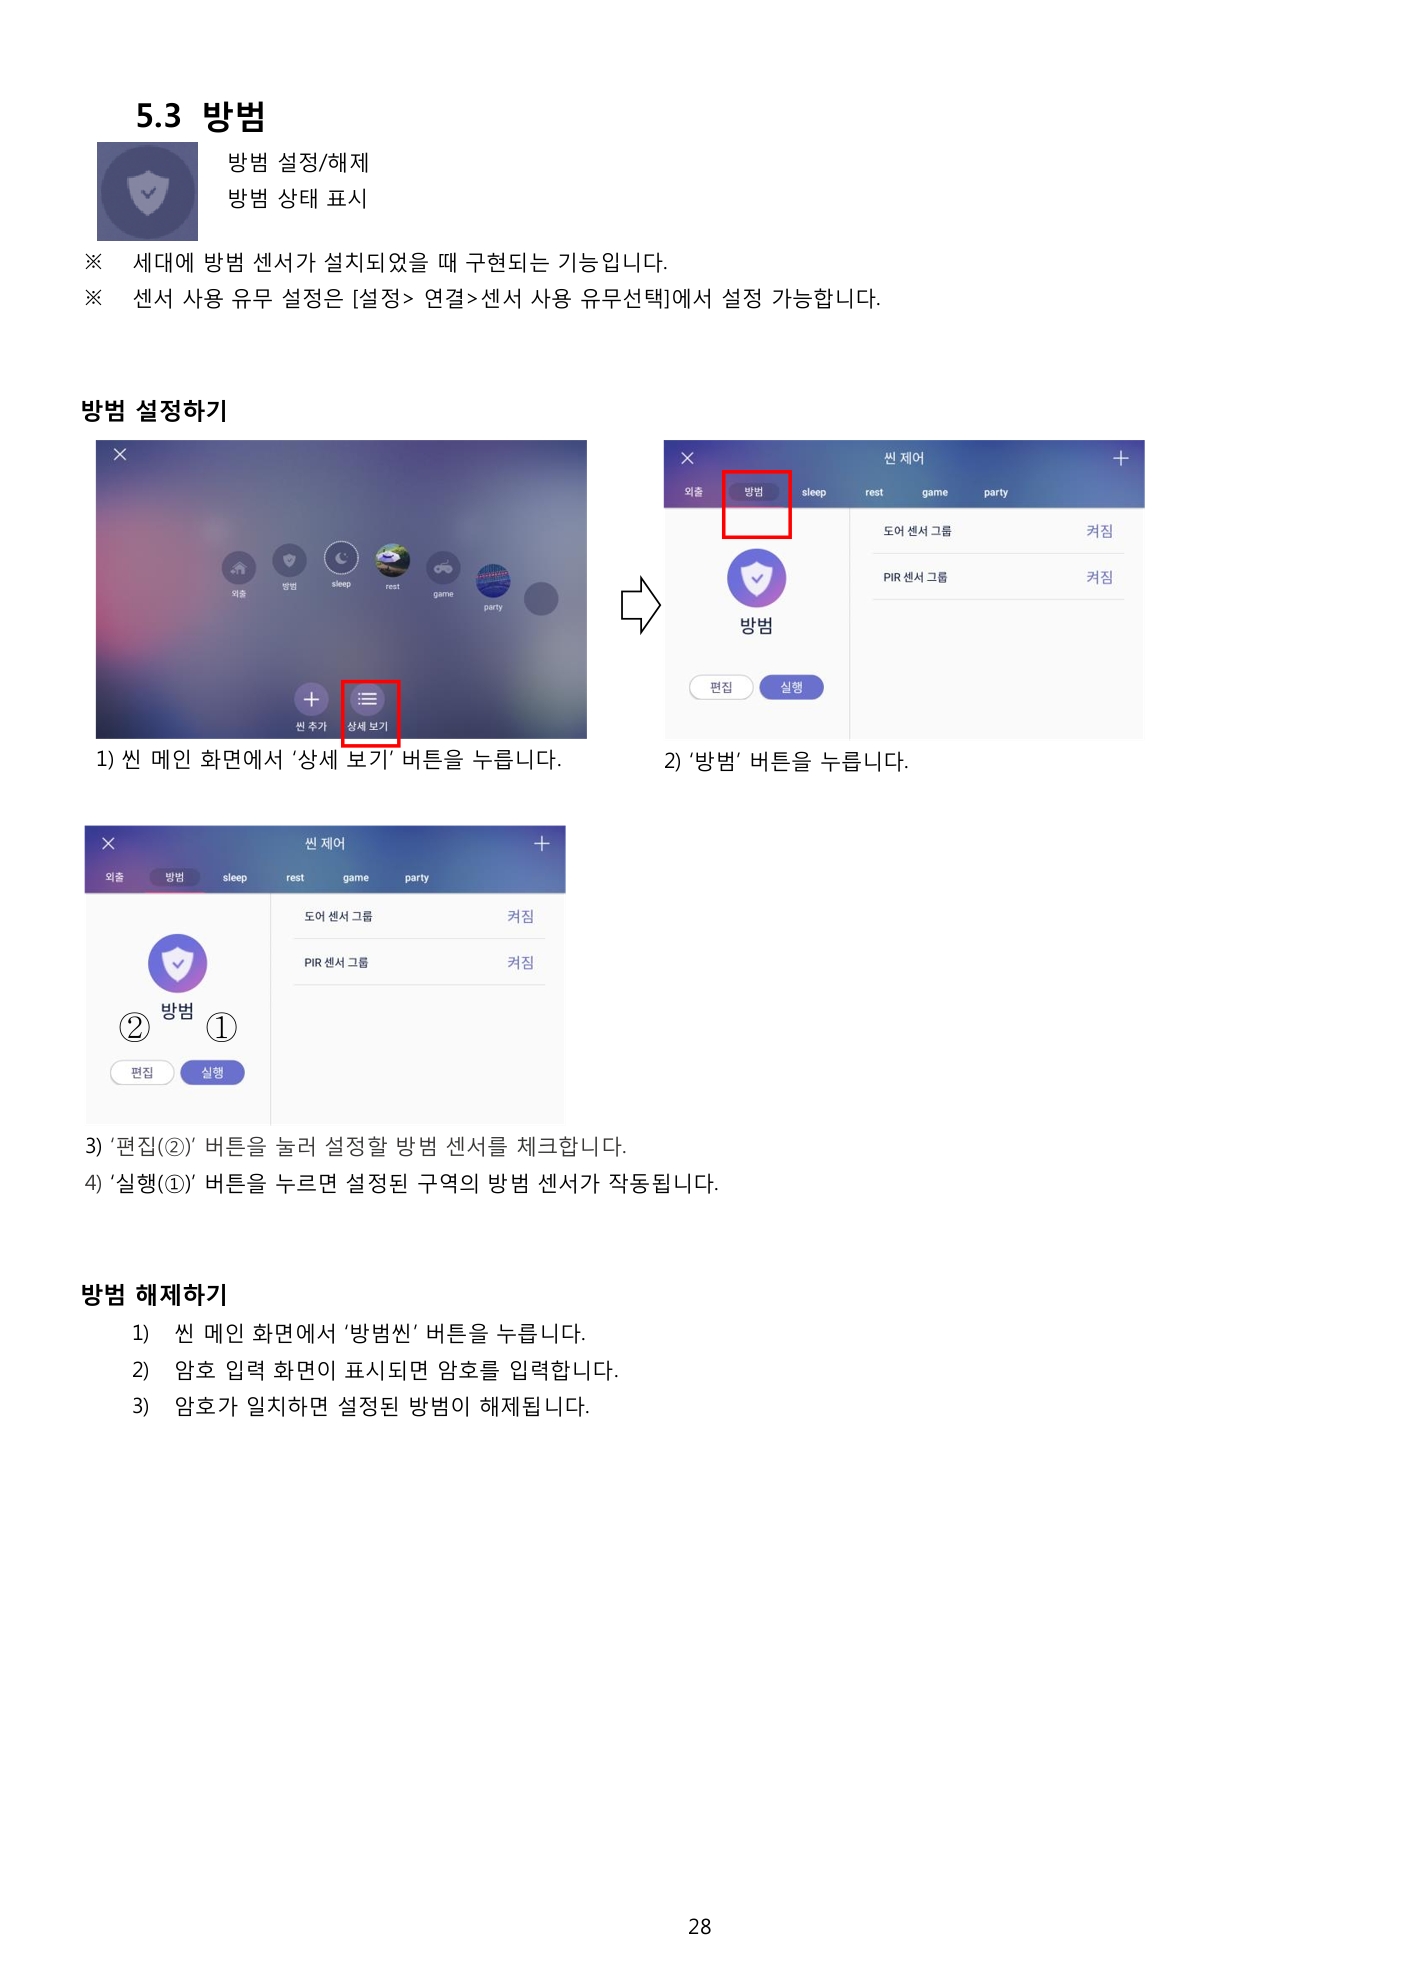 5.3 방범
방범 설정/해제
방범 상태 표시
※ 세대에 방범 센서가 설치되었을 때 구현되는 기능입니다.
※ 센서 사용 유무 설정은 [설정> 연결>센서 사용 유무선택]에서 설정 가능합니다.
방범 설정하기
외출
방범
sleep
rest
game
party
씬 추가
상세 보기
1) 씬 메인 화면에서 ‘상세 보기’ 버튼을 누릅니다.
씬 제어
외출 방범 sleep rest game party
도어 센서 그룹 켜짐
PIR 센서 그룹 켜짐
방범
편집 실행
2) ‘방범’ 버튼을 누릅니다.
씬 제어
외출 방범 sleep rest game party
도어 센서 그룹 켜짐
PIR 센서 그룹 켜짐
방범
② ①
편집 실행
3) ‘편집(②)’ 버튼을 눌러 설정할 방범 센서를 체크합니다.
4) ‘실행(①)’ 버튼을 누르면 설정된 구역의 방범 센서가 작동됩니다.
방범 해제하기
1) 씬 메인 화면에서 ‘방범씬’ 버튼을 누릅니다.
2) 암호 입력 화면이 표시되면 암호를 입력합니다.
3) 암호가 일치하면 설정된 방범이 해제됩니다.
28